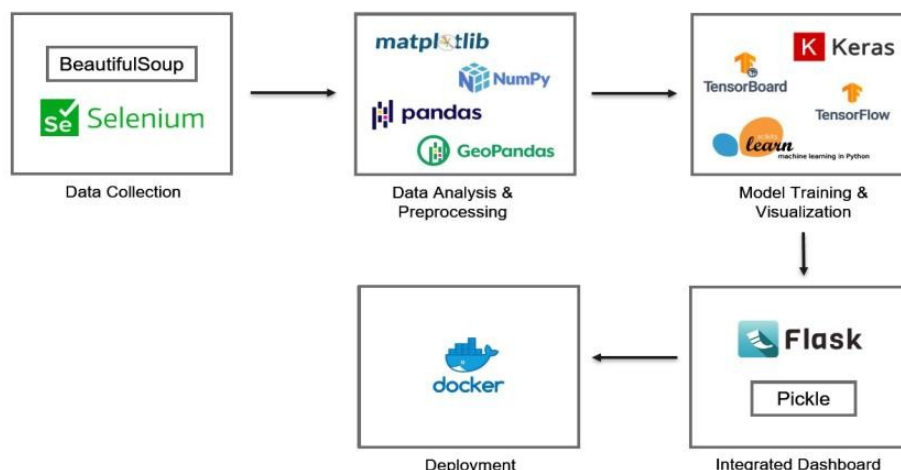 BeautifulSoup
Se Selenium
Data Collection
matplotlib
NumPy
pandas
GeoPandas
Data Analysis &
Preprocessing
K Keras
TensorBoard
TensorFlow
learn
machine learning in Python
Model Training &
Visualization
docker
Deployment
Flask
Pickle
Integrated Dashboard